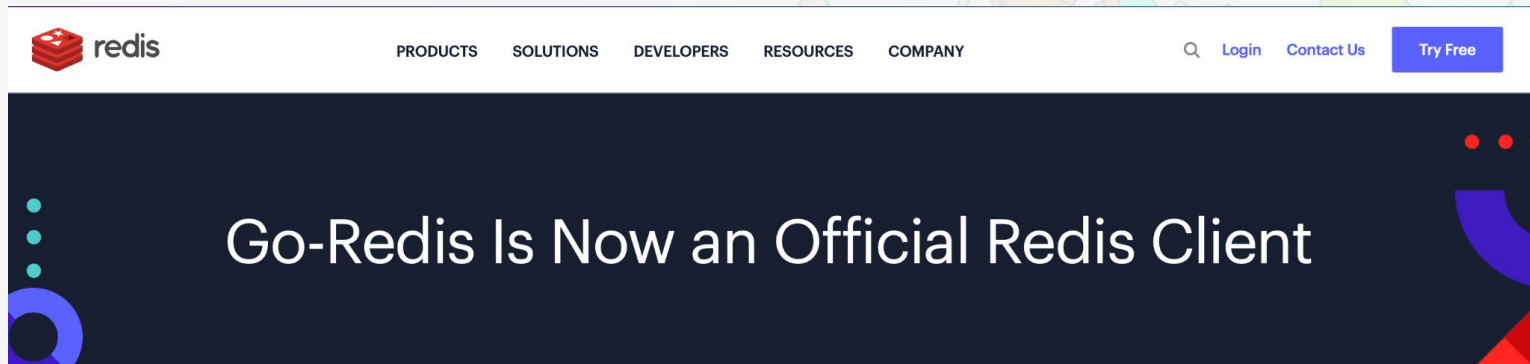 redis PRODUCTS SOLUTIONS DEVELOPERS RESOURCES COMPANY Login Contact Us Try Free
Go-Redis Is Now an Official Redis Client